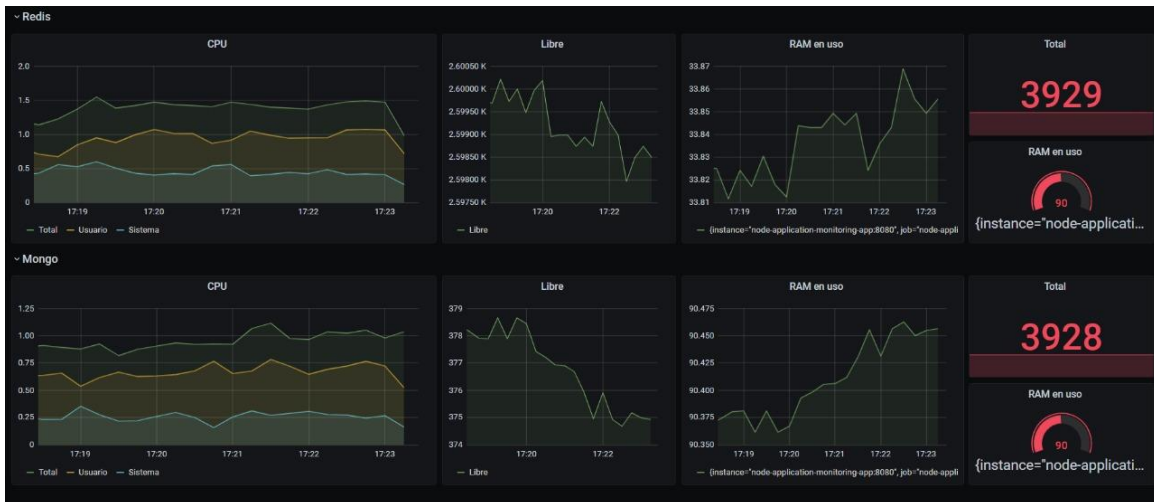 Redis
CPU
2.0
1.5
1.0
0.5
0
17:19 17:20 17:21 17:22 17:23
Total Usuario Sistema
Libre
2.60050 K
2.60000 K
2.59950 K
2.59900 K
2.59850 K
2.59800 K
2.59750 K
17:20 17:22
Libre
RAM en uso
33.87
33.86
33.85
33.84
33.83
33.82
33.81
17:19 17:20 17:21 17:22 17:23
{instance="node-application-monitoring-app:8080", job="node-appli
Total
3929
RAM en uso
90
{instance="node-applicati...
Mongo
CPU
1.25
1.00
0.75
0.50
0.25
0
17:19 17:20 17:21 17:22 17:23
Total Usuario Sistema
Libre
379
378
377
376
375
374
17:20 17:22
Libre
RAM en uso
90.475
90.450
90.425
90.400
90.375
90.350
17:19 17:20 17:21 17:22 17:23
{instance="node-application-monitoring-app:8080", job="node-appli
Total
3928
RAM en uso
90
{instance="node-applicati...